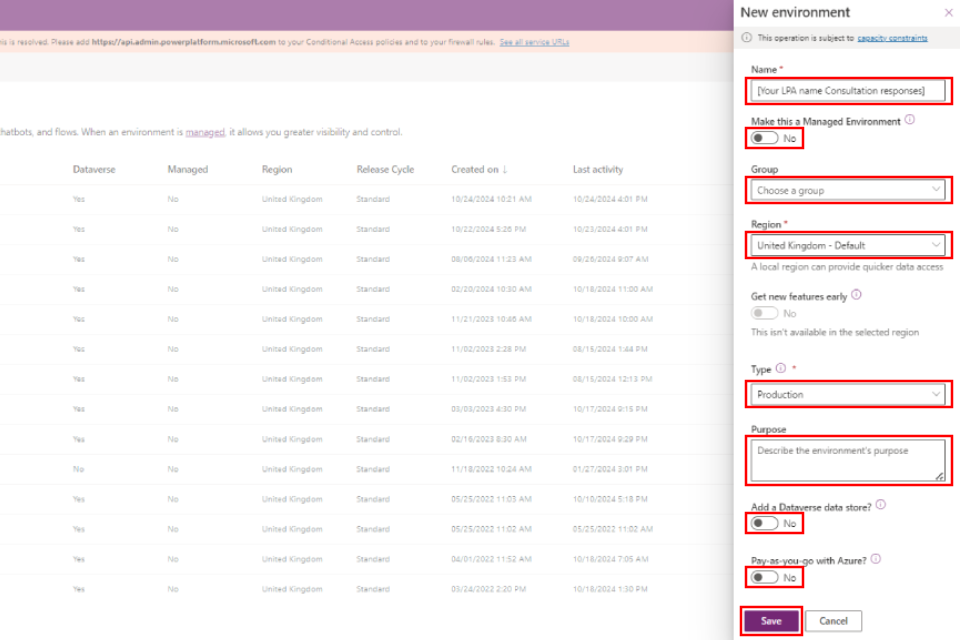 New environment
his is resolved. Please add https://api.admin.powerplatform.microsoft.com to your Conditional Access policies and to your firewall rules. See all service URLs
This operation is subject to capacity constraints
Name *
[Your LPA name Consultation responses]
Make this a Managed Environment
No
hatbots, and flows. When an environment is managed, it allows you greater visibility and control.
Group
Choose a group
Region *
United Kingdom - Default
A local region can provide quicker data access
Get new features early
No
This isn't available in the selected region
Type *
Production
Purpose
Describe the environment's purpose
Add a Dataverse data store?
No
Pay-as-you-go with Azure?
No
Save Cancel
Dataverse Managed Region Release Cycle Created on ↓ Last activity
Yes No United Kingdom Standard 10/24/2024 10:21 AM 10/24/2024 4:01 PM
Yes No United Kingdom Standard 10/22/2024 5:26 PM 10/23/2024 4:01 PM
Yes No United Kingdom Standard 08/06/2024 11:23 AM 09/26/2024 9:07 AM
Yes No United Kingdom Standard 02/20/2024 10:30 AM 10/18/2024 11:00 AM
Yes No United Kingdom Standard 11/21/2023 10:46 AM 10/18/2024 10:00 AM
Yes No United Kingdom Standard 11/02/2023 2:28 PM 08/15/2024 1:44 PM
Yes No United Kingdom Standard 11/02/2023 1:53 PM 08/15/2024 12:13 PM
Yes No United Kingdom Standard 03/03/2023 4:30 PM 10/17/2024 9:15 PM
Yes No United Kingdom Standard 02/16/2023 8:30 AM 10/17/2024 9:29 PM
No No United Kingdom Standard 11/18/2022 10:24 AM 01/27/2024 3:01 PM
Yes No United Kingdom Standard 05/25/2022 11:03 AM 10/10/2024 5:18 PM
Yes No United Kingdom Standard 05/25/2022 11:02 AM 05/25/2022 11:02 AM
Yes No United Kingdom Standard 04/01/2022 11:52 AM 10/18/2024 7:05 AM
Yes No United Kingdom Standard 03/24/2022 2:20 PM 10/18/2024 1:30 PM